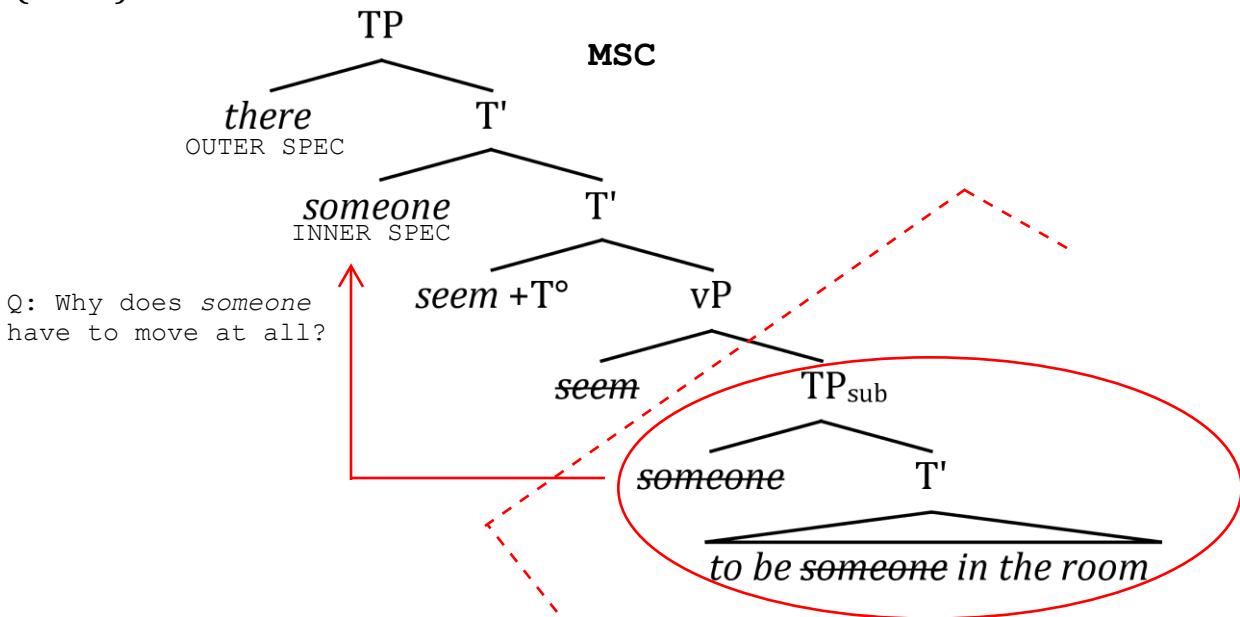 TP
MSC
there
T'
OUTER SPEC
someone
T'
INNER SPEC
Q: Why does someone
have to move at all?
seem +T°
vP
seem
TPsub
someone
T'
to be someone in the room